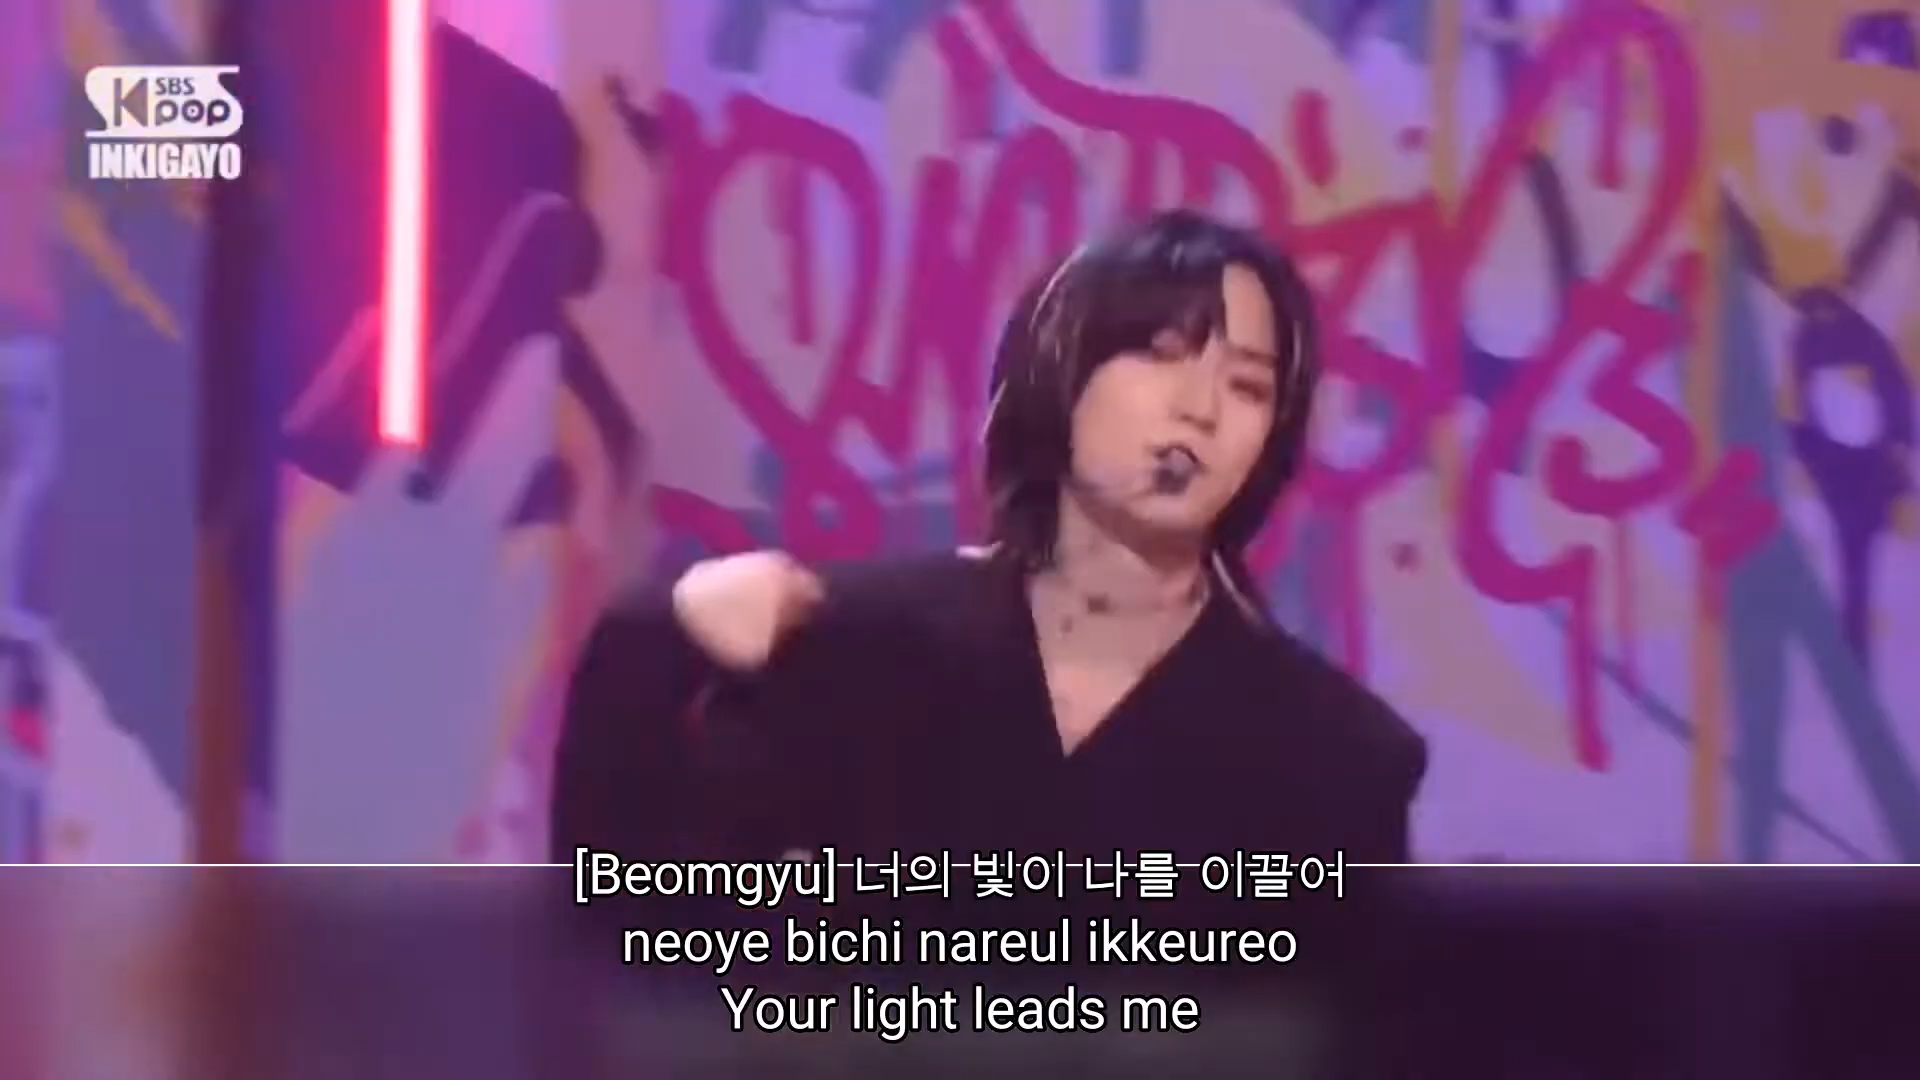 SBS
Kpop
INKIGAYO
[Beomgyu] 너의 빛이 나를 이끌어
neoye bichi nareul ikkeureo
Your light leads me